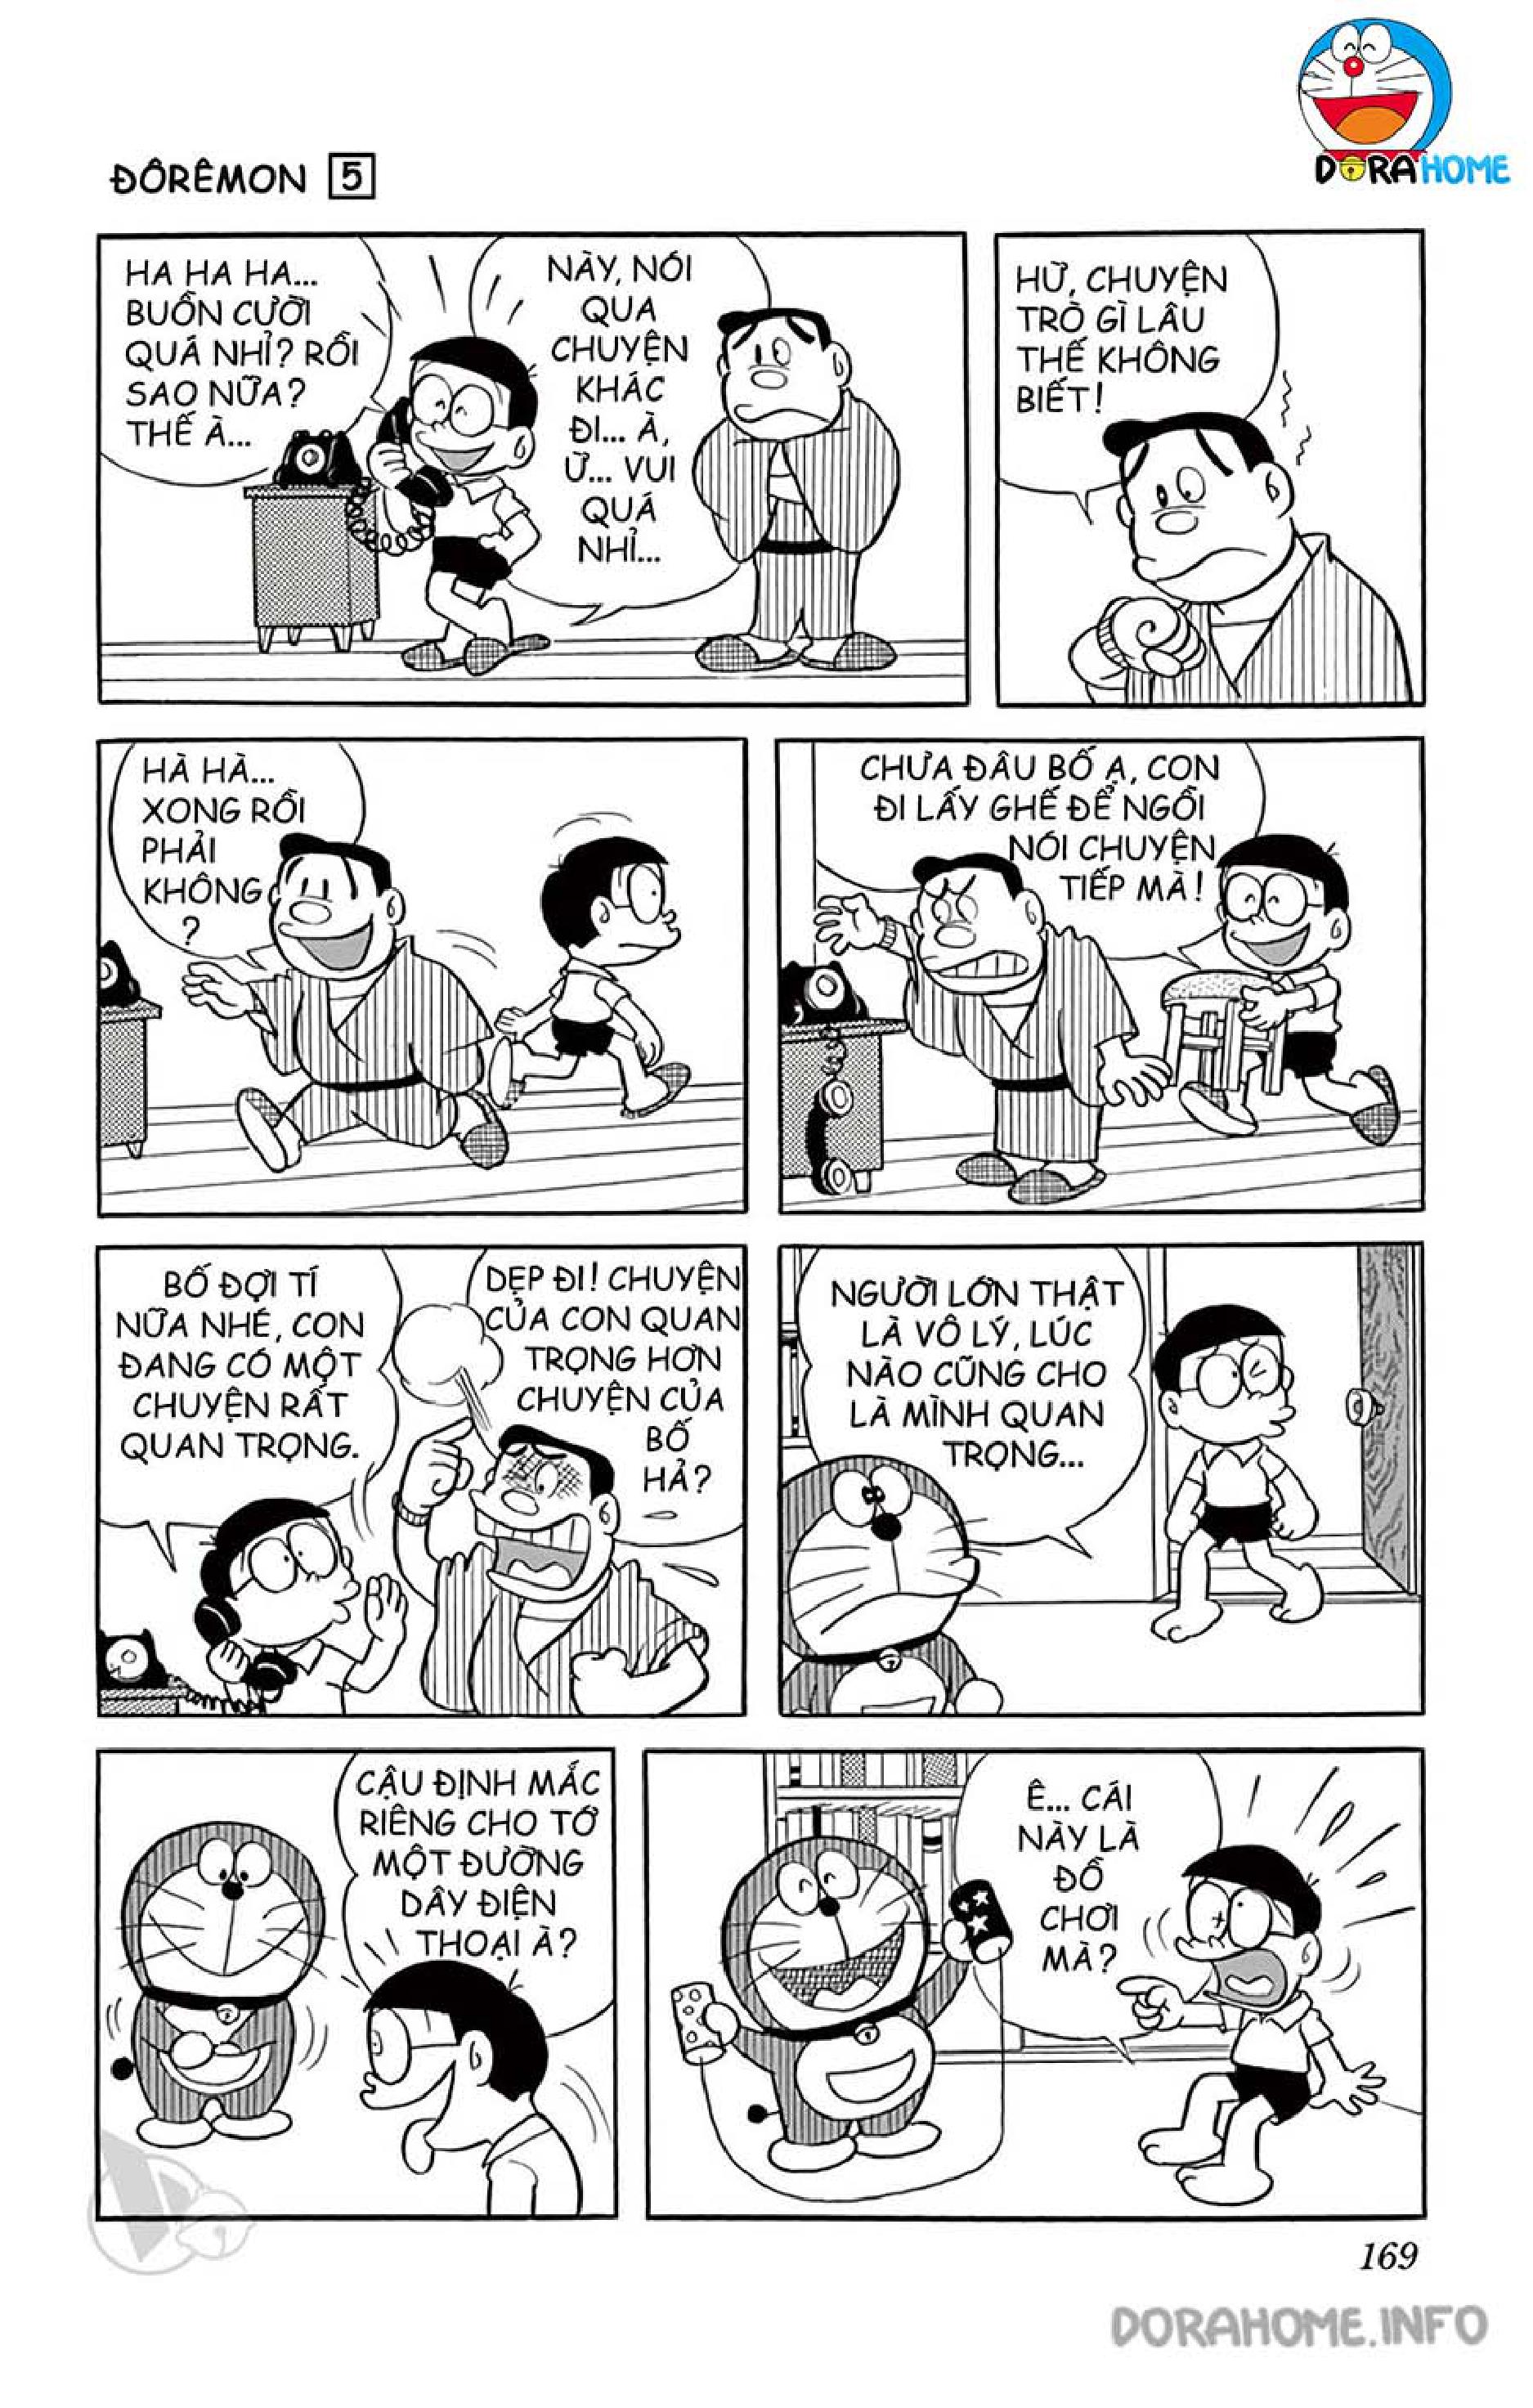 DORAHOME
ĐÔRÊMON 5
HA HA HA...
BUỒN CƯỜI
QUÁ NHỈ? RỒI
SAO NỮA?
THẾ À...
NÀY, NÓI
QUA
CHUYỆN
KHÁC
ĐI... À,
Ừ... VUI
QUÁ
NHỈ...
HỪ, CHUYỆN
TRÒ GÌ LÂU
THẾ KHÔNG
BIẾT!
HÀ HÀ...
XONG RỒI
PHẢI
KHÔNG
?
CHƯA ĐÂU BỐ Ạ, CON
ĐI LẤY GHẾ ĐỂ NGỒI
NÓI CHUYỆN
TIẾP MÀ!
BỐ ĐỢI TÍ
NỮA NHÉ, CON
ĐANG CÓ MỘT
CHUYỆN RẤT
QUAN TRỌNG.
DẸP ĐI! CHUYỆN
CỦA CON QUAN
TRỌNG HƠN
CHUYỆN CỦA
BỐ
HẢ?
NGƯỜI LỚN THẬT
LÀ VÔ LÝ, LÚC
NÀO CŨNG CHO
LÀ MÌNH QUAN
TRỌNG...
CẬU ĐỊNH MẮC
RIÊNG CHO TỚ
MỘT ĐƯỜNG
DÂY ĐIỆN
THOẠI À?
Ê... CÁI
NÀY LÀ
ĐỒ
CHƠI
MÀ?
169
DORAHOME.INFO